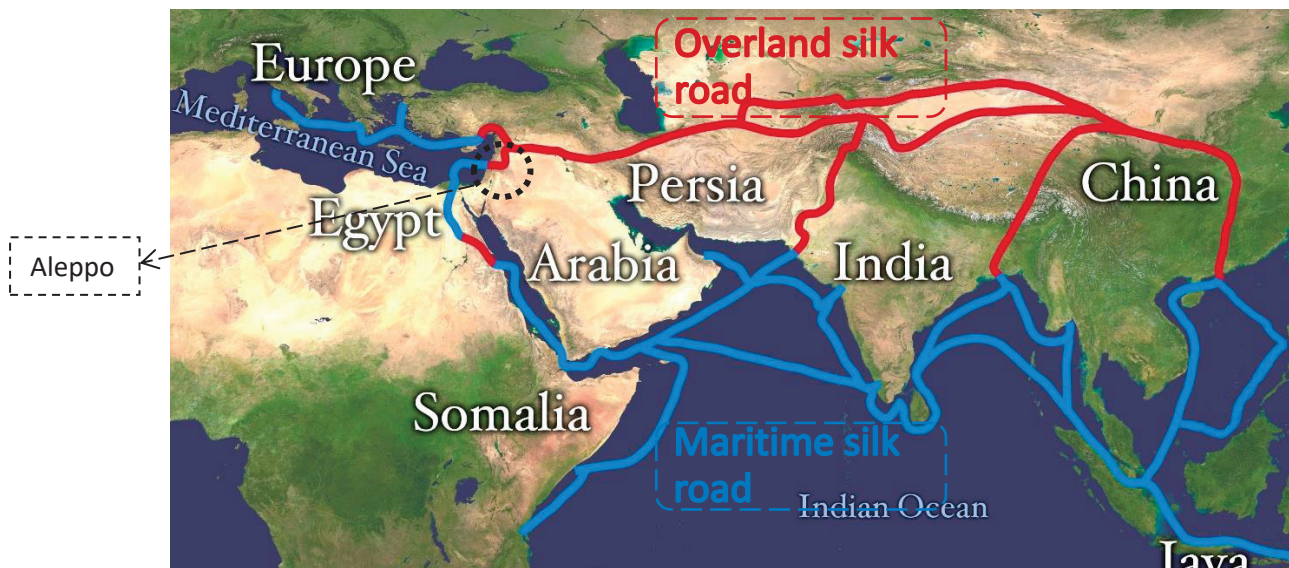 Overland silk
road
Europe
Mediterranean Sea
Persia
China
Egypt
Arabia
India
Aleppo
Somalia
Maritime silk
road
Indian Ocean
Java